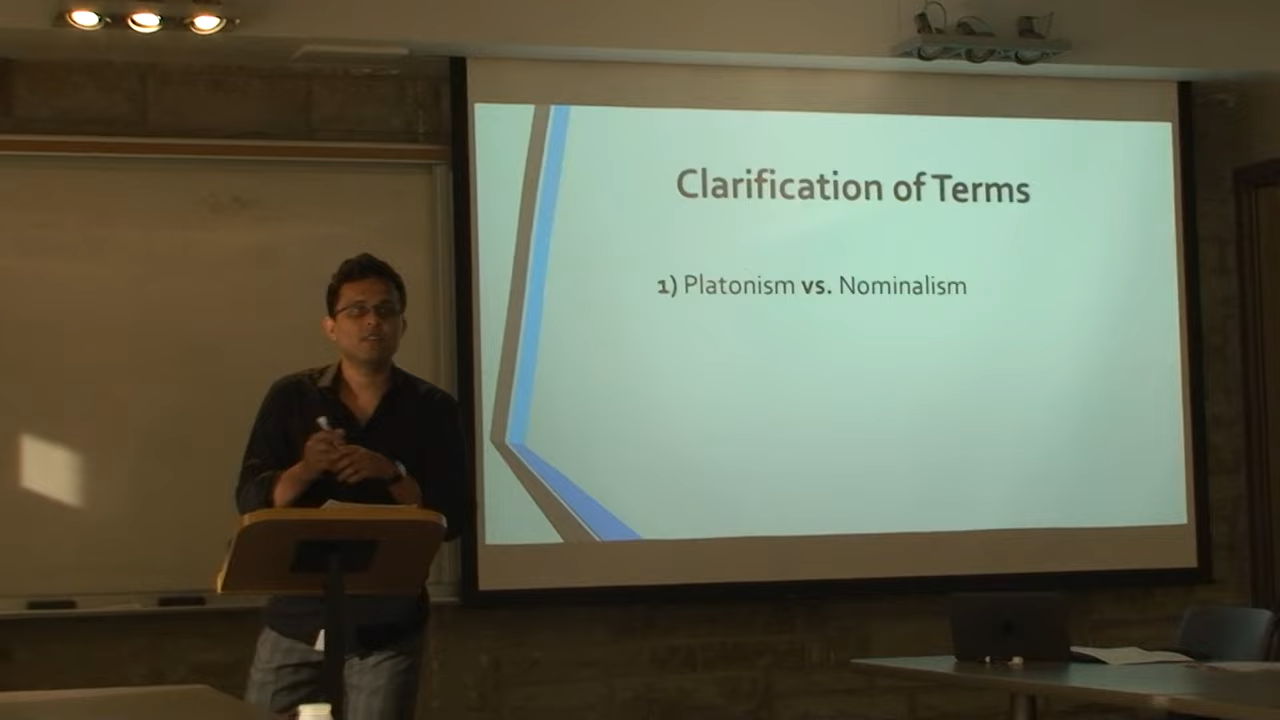 Clarification of Terms
1) Platonism vs. Nominalism